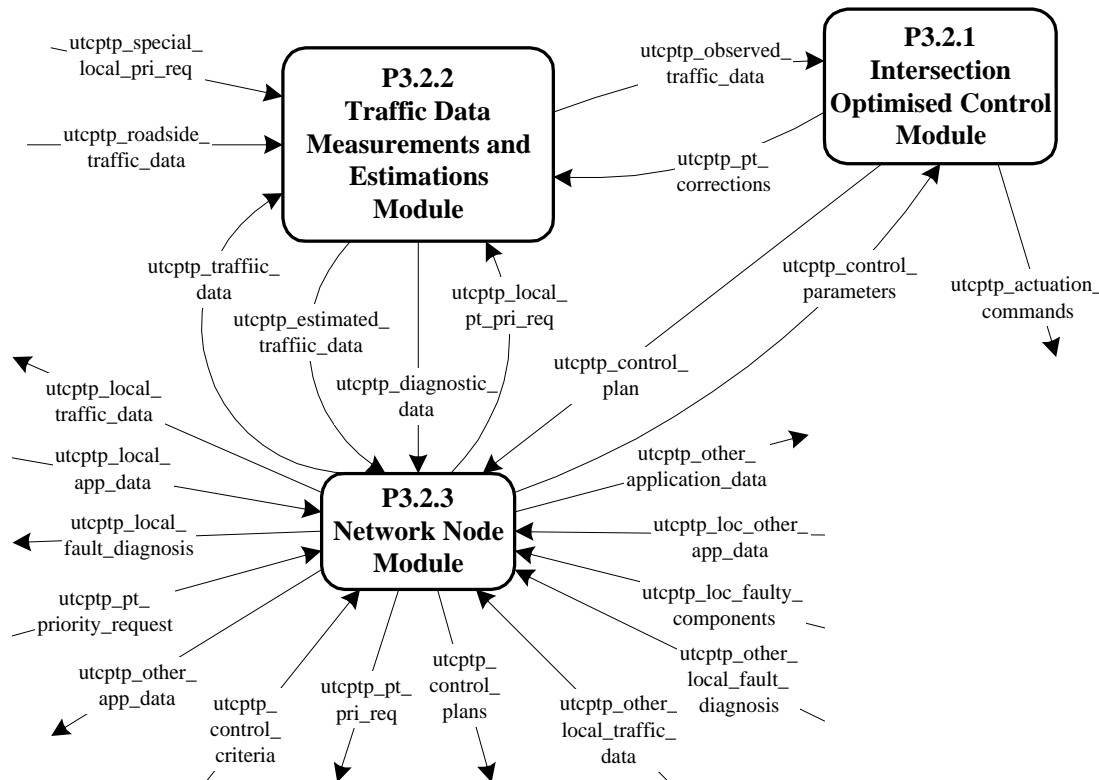 utcptp_special_
local_pri_req
P3.2.2
Traffic Data
Measurements and
Estimations
Module
utcptp_observed_
traffic_data
P3.2.1
Intersection
Optimised Control
Module
utcptp_roadside_
traffic_data
utcptp_pt_
corrections
utcptp_traffiic_
data
utcptp_estimated_
traffiic_data
utcptp_local_
pt_pri_req
utcptp_diagnostic_
data
utcptp_control_
parameters
utcptp_actuation_
commands
utcptp_control_
plan
utcptp_local_
traffic_data
utcptp_local_
app_data
utcptp_local_
fault_diagnosis
utcptp_pt_
priority_request
utcptp_other_
app_data
P3.2.3
Network Node
Module
utcptp_other_
application_data
utcptp_loc_other_
app_data
utcptp_loc_faulty_
components
utcptp_other_
local_fault_
diagnosis
utcptp_
control_
criteria
utcptp_pt_
pri_req
utcptp_
control_
plans
utcptp_other_
local_traffic_
data